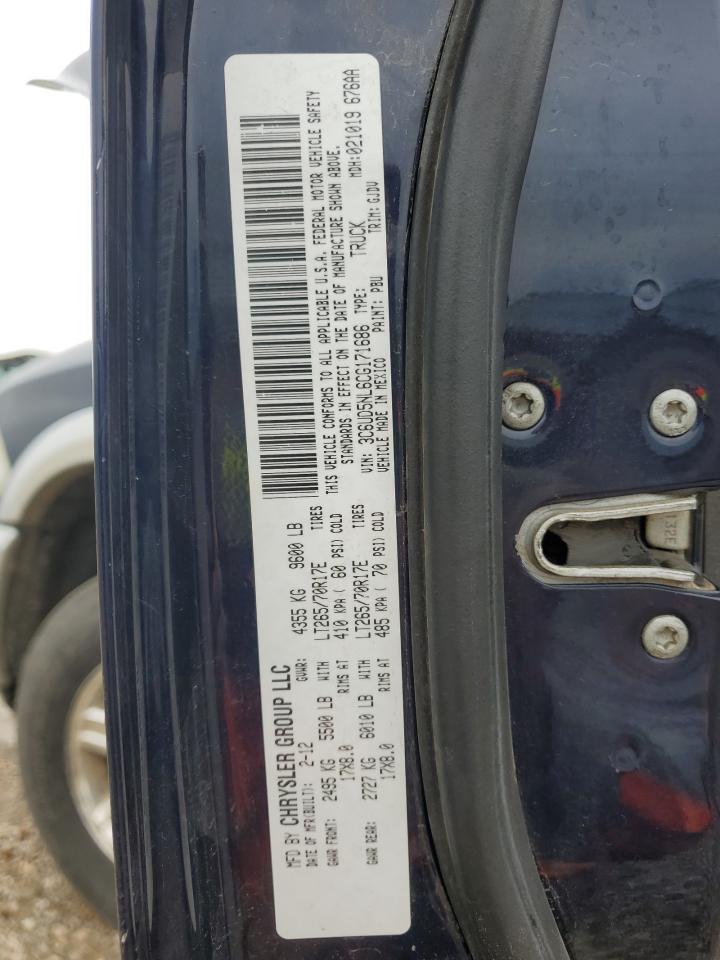 MFD BY CHRYSLER GROUP LLC
DATE OF MFR(BUILT): 2-12 GVWR: 4355 KG 9600 LB
GAWR FRONT: 2495 KG 5500 LB WITH LT265/70R17E TIRES
17X8.0 RIMS AT 410 KPA( 60 PSI) COLD
GAWR REAR: 2727 KG 6010 LB WITH LT265/70R17E TIRES
17X8.0 RIMS AT 485 KPA( 70 PSI) COLD
THIS VEHICLE CONFORMS TO ALL APPLICABLE U.S.A. FEDERAL MOTOR VEHICLE SAFETY
STANDARDS IN EFFECT ON THE DATE OF MANUFACTURE SHOWN ABOVE.
VIN: 3C6UD5NL6CG171686 TYPE: TRUCK MDH:021019 676AA
VEHICLE MADE IN MEXICO PAINT: PBU TRIM: GJDV
32E